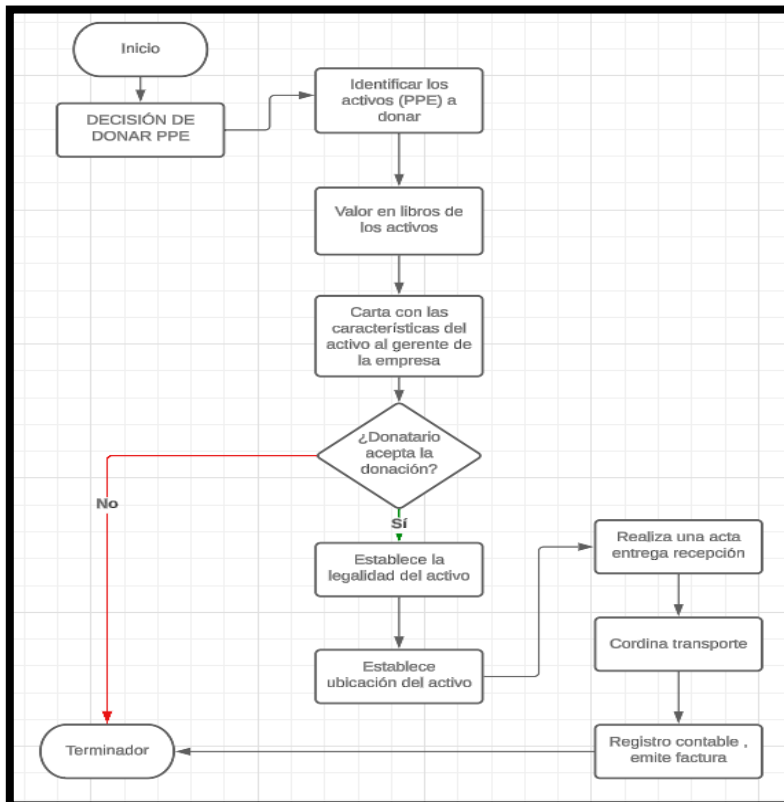 Inicio
DECISIÓN DE
DONAR PPE
Identificar los
activos (PPE) a
donar
Valor en libros de
los activos
Carta con las
características del
activo al gerente de
la empresa
¿Donatario
acepta la
donación?
No
Sí
Establece la
legalidad del activo
Establece
ubicación del activo
Realiza una acta
entrega recepción
Cordina transporte
Registro contable ,
emite factura
Terminador